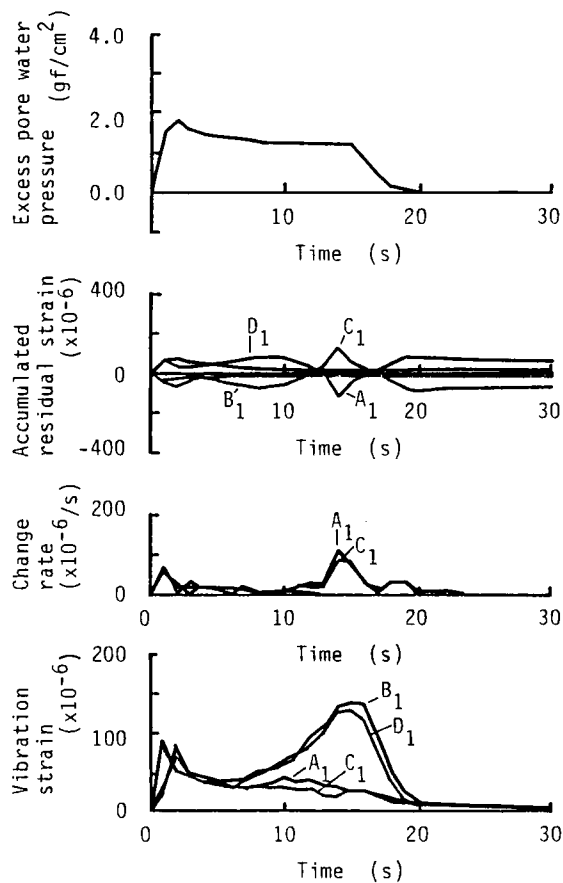 Excess pore water
pressure (gf/cm²)
4.0
2.0
0.0
10 20 30
Time (s)
Accumulated
residual strain
(x10-6)
400
0
-400
D1 C1
B1 A1
10 20 30
Time (s)
Change
rate
(x10-6/s)
200
0
A1
C1
0 10 20 30
Time (s)
Vibration
strain
(x10-6)
200
100
0
B1
D1
A1
C1
0 10 20 30
Time (s)